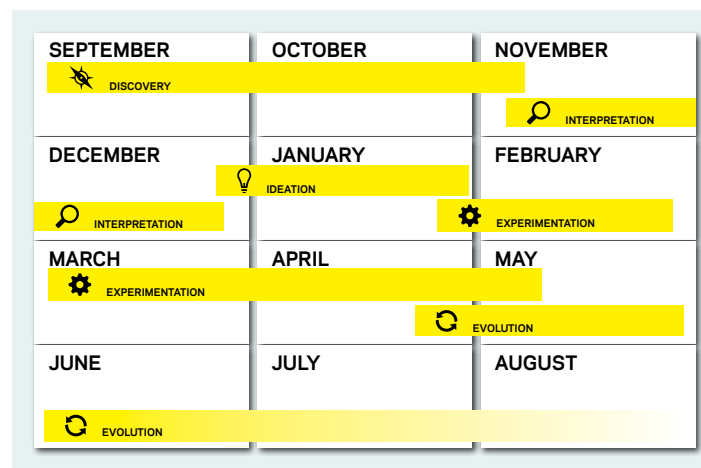 SEPTEMBER
OCTOBER
NOVEMBER
DISCOVERY
INTERPRETATION
DECEMBER
JANUARY
FEBRUARY
IDEATION
INTERPRETATION
EXPERIMENTATION
MARCH
APRIL
MAY
EXPERIMENTATION
EVOLUTION
JUNE
JULY
AUGUST
EVOLUTION